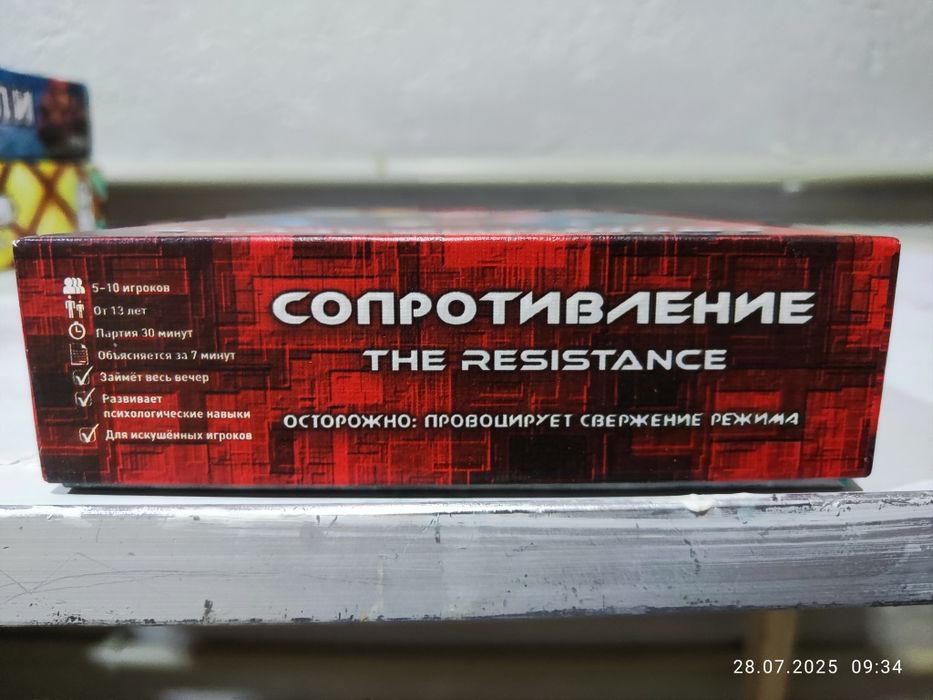 5-10 игроков
От 13 лет
Партия 30 минут
Объясняется за 7 минут
Займёт весь вечер
Развивает
психологические навыки
Для искушённых игроков
СОПРОТИВЛЕНИЕ
THE RESISTANCE
ОСТОРОЖНО: ПРОВОЦИРУЕТ СВЕРЖЕНИЕ РЕЖИМА
28.07.2025 09:34